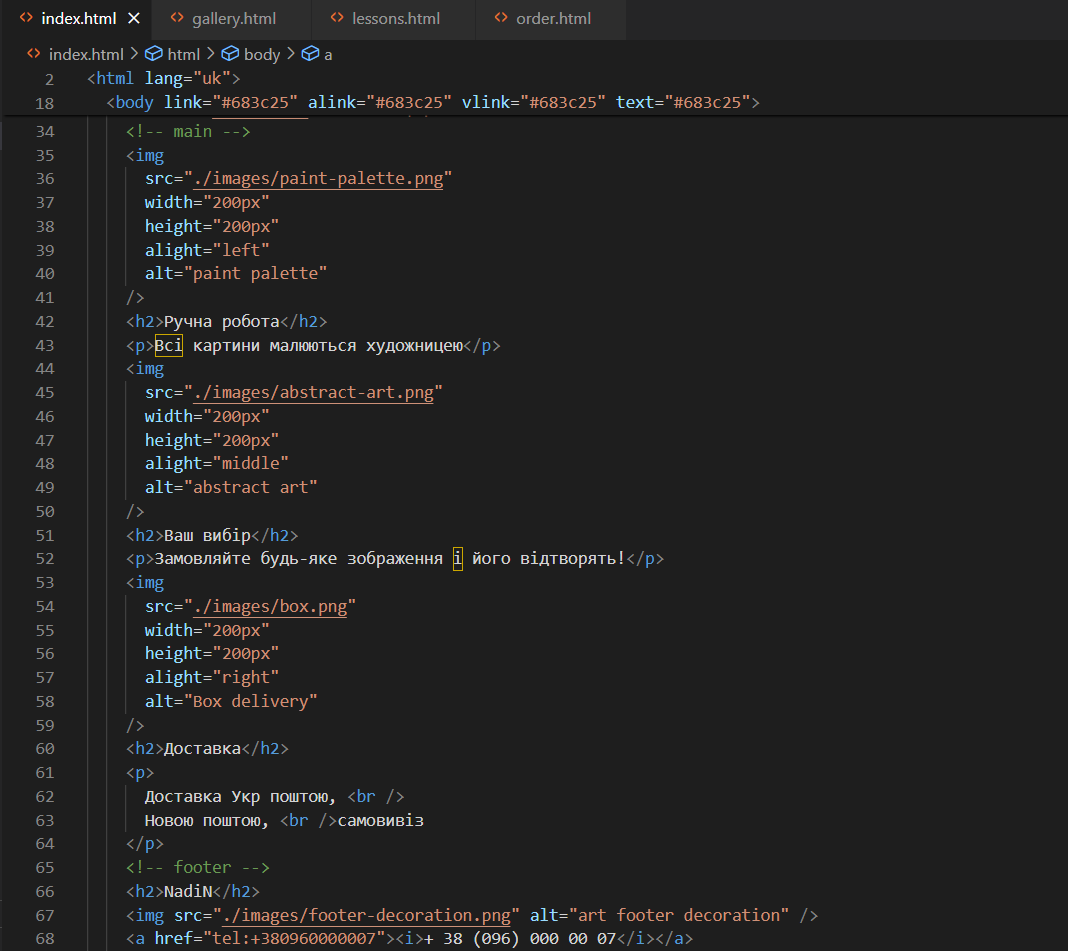 index.html
gallery.html
lessons.html
order.html
index.html > html > body > a
2 <html lang="uk">
18 <body link="#683c25" alink="#683c25" vlink="#683c25" text="#683c25">
34 <!-- main -->
35 <img
36 src="./images/paint-palette.png"
37 width="200px"
38 height="200px"
39 alight="left"
40 alt="paint palette"
41 />
42 <h2>Ручна робота</h2>
43 <p>Всі картини малюються художницею</p>
44 <img
45 src="./images/abstract-art.png"
46 width="200px"
47 height="200px"
48 alight="middle"
49 alt="abstract art"
50 />
51 <h2>Ваш вибір</h2>
52 <p>Замовляйте будь-яке зображення і його відтворять!</p>
53 <img
54 src="./images/box.png"
55 width="200px"
56 height="200px"
57 alight="right"
58 alt="Box delivery"
59 />
60 <h2>Доставка</h2>
61 <p>
62 Доставка Укр поштою, <br />
63 Новою поштою, <br />самовивіз
64 </p>
65 <!-- footer -->
66 <h2>NadiN</h2>
67 <img src="./images/footer-decoration.png" alt="art footer decoration" />
68 <a href="tel:+380960000007"><i>+ 38 (096) 000 00 07</i></a>